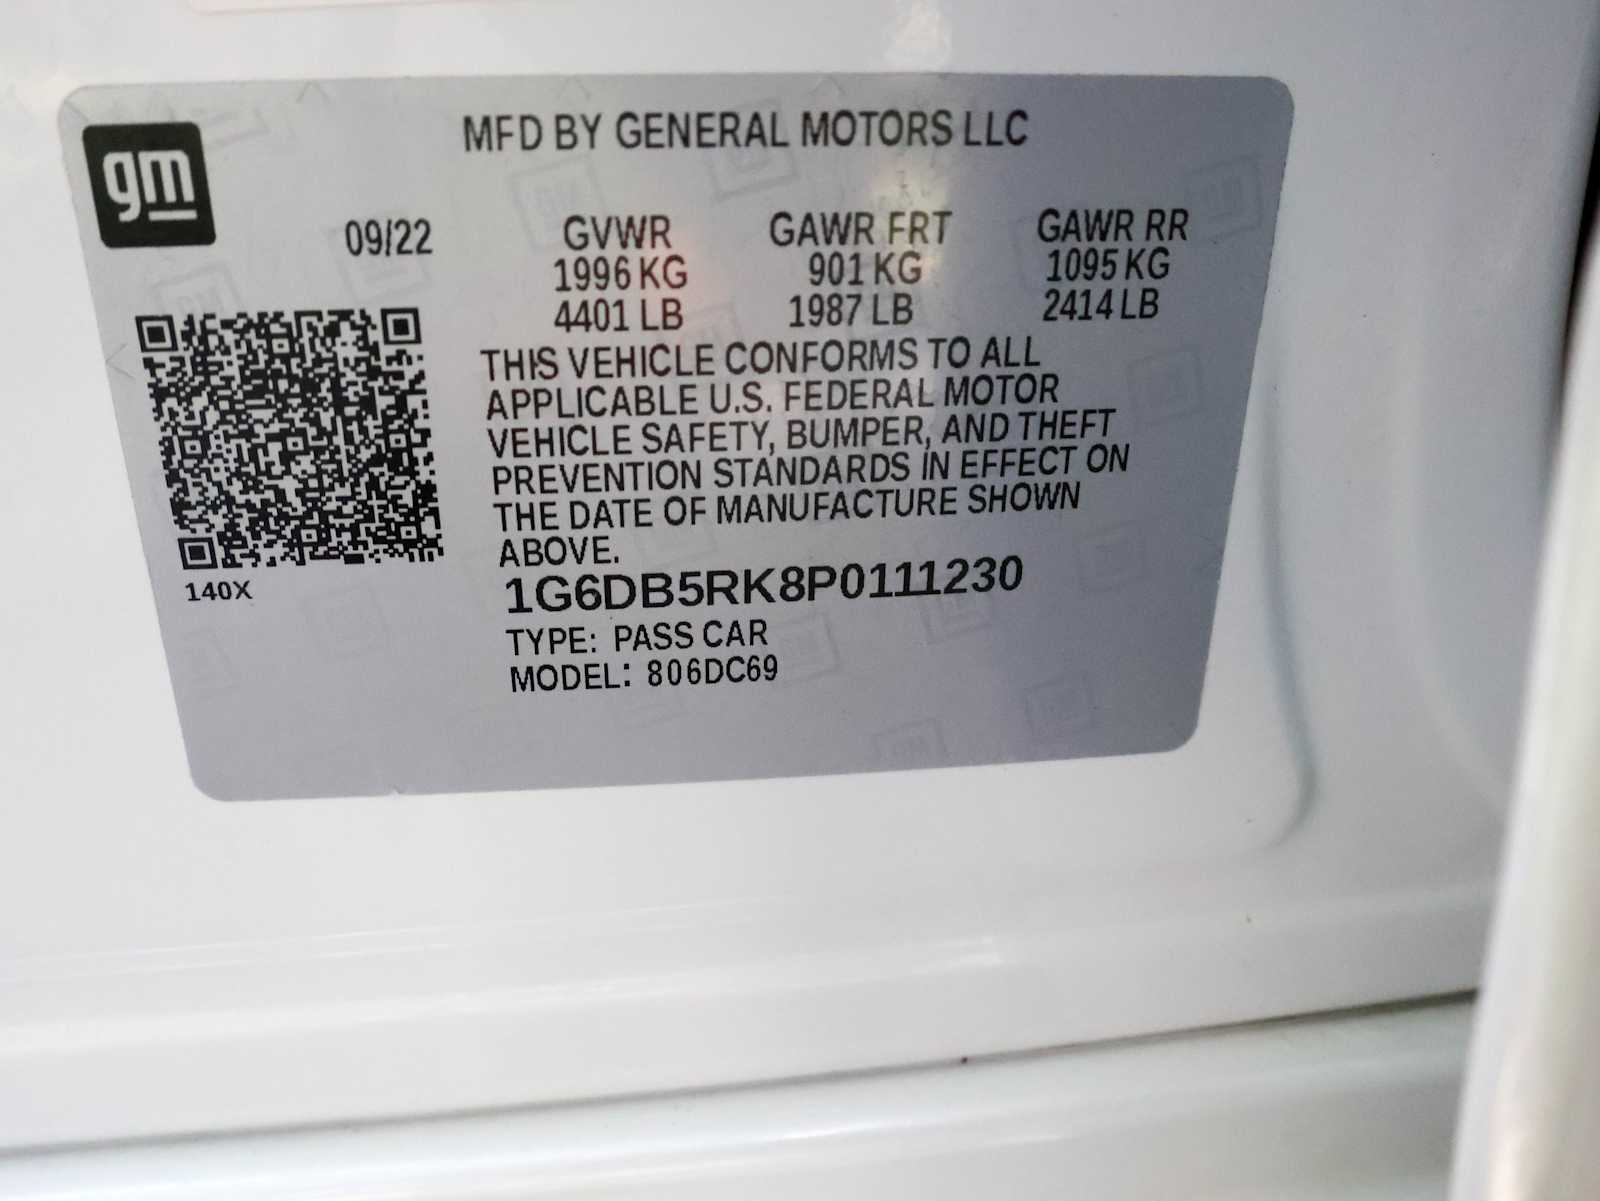 MFD BY GENERAL MOTORS LLC
gm
09/22 GVWR GAWR FRT GAWR RR
1996 KG 901 KG 1095 KG
4401 LB 1987 LB 2414 LB
THIS VEHICLE CONFORMS TO ALL
APPLICABLE U.S. FEDERAL MOTOR
VEHICLE SAFETY, BUMPER, AND THEFT
PREVENTION STANDARDS IN EFFECT ON
THE DATE OF MANUFACTURE SHOWN
ABOVE.
140X
1G6DB5RK8P0111230
TYPE: PASS CAR
MODEL: 806DC69